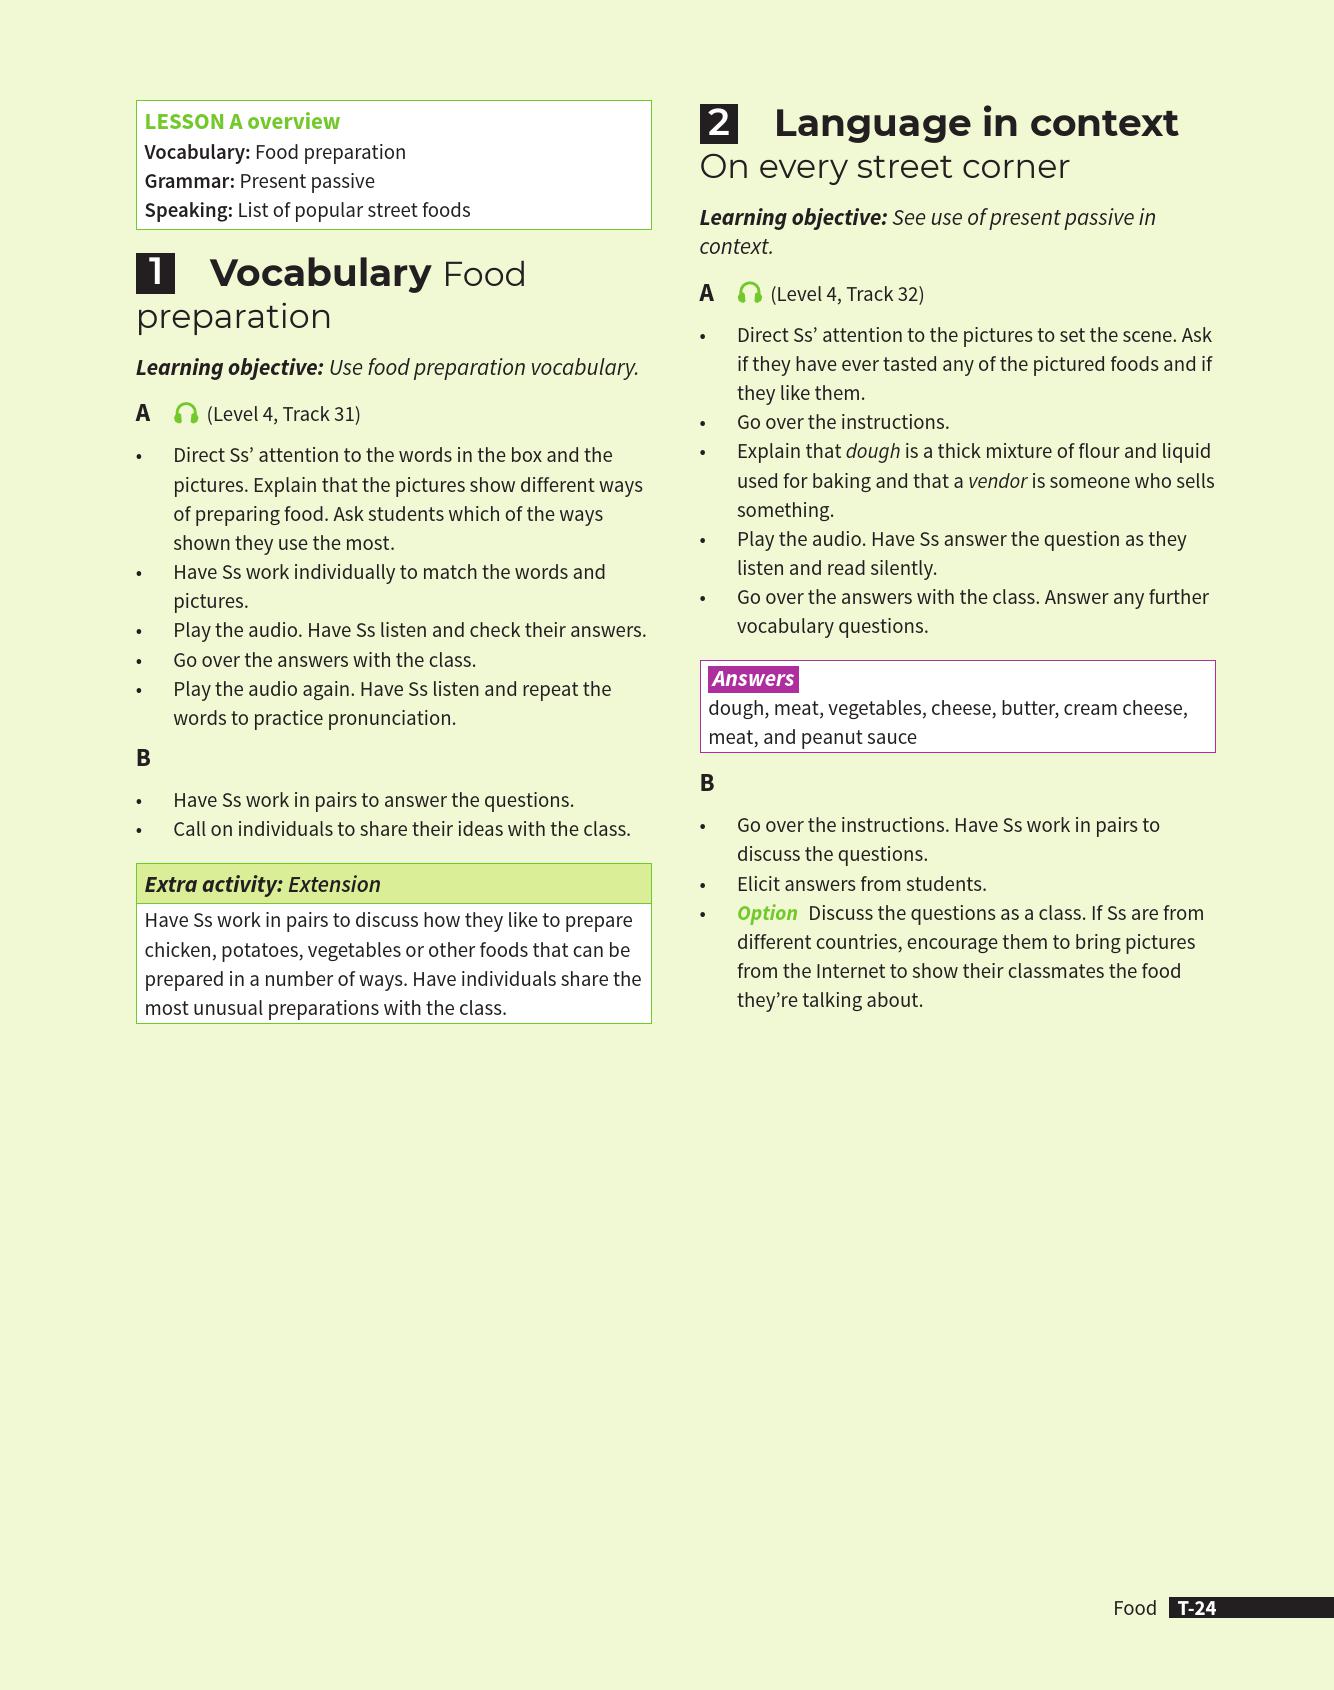 LESSON A overview
Vocabulary: Food preparation
Grammar: Present passive
Speaking: List of popular street foods
1 Vocabulary Food
preparation
Learning objective: Use food preparation vocabulary.
A (Level 4, Track 31)
• Direct Ss’ attention to the words in the box and the
pictures. Explain that the pictures show different ways
of preparing food. Ask students which of the ways
shown they use the most.
• Have Ss work individually to match the words and
pictures.
• Play the audio. Have Ss listen and check their answers.
• Go over the answers with the class.
• Play the audio again. Have Ss listen and repeat the
words to practice pronunciation.
B
• Have Ss work in pairs to answer the questions.
• Call on individuals to share their ideas with the class.
Extra activity: Extension
Have Ss work in pairs to discuss how they like to prepare
chicken, potatoes, vegetables or other foods that can be
prepared in a number of ways. Have individuals share the
most unusual preparations with the class.
2 Language in context
On every street corner
Learning objective: See use of present passive in
context.
A (Level 4, Track 32)
• Direct Ss’ attention to the pictures to set the scene. Ask
if they have ever tasted any of the pictured foods and if
they like them.
• Go over the instructions.
• Explain that dough is a thick mixture of flour and liquid
used for baking and that a vendor is someone who sells
something.
• Play the audio. Have Ss answer the question as they
listen and read silently.
• Go over the answers with the class. Answer any further
vocabulary questions.
Answers
dough, meat, vegetables, cheese, butter, cream cheese,
meat, and peanut sauce
B
• Go over the instructions. Have Ss work in pairs to
discuss the questions.
• Elicit answers from students.
• Option Discuss the questions as a class. If Ss are from
different countries, encourage them to bring pictures
from the Internet to show their classmates the food
they’re talking about.
Food T-24